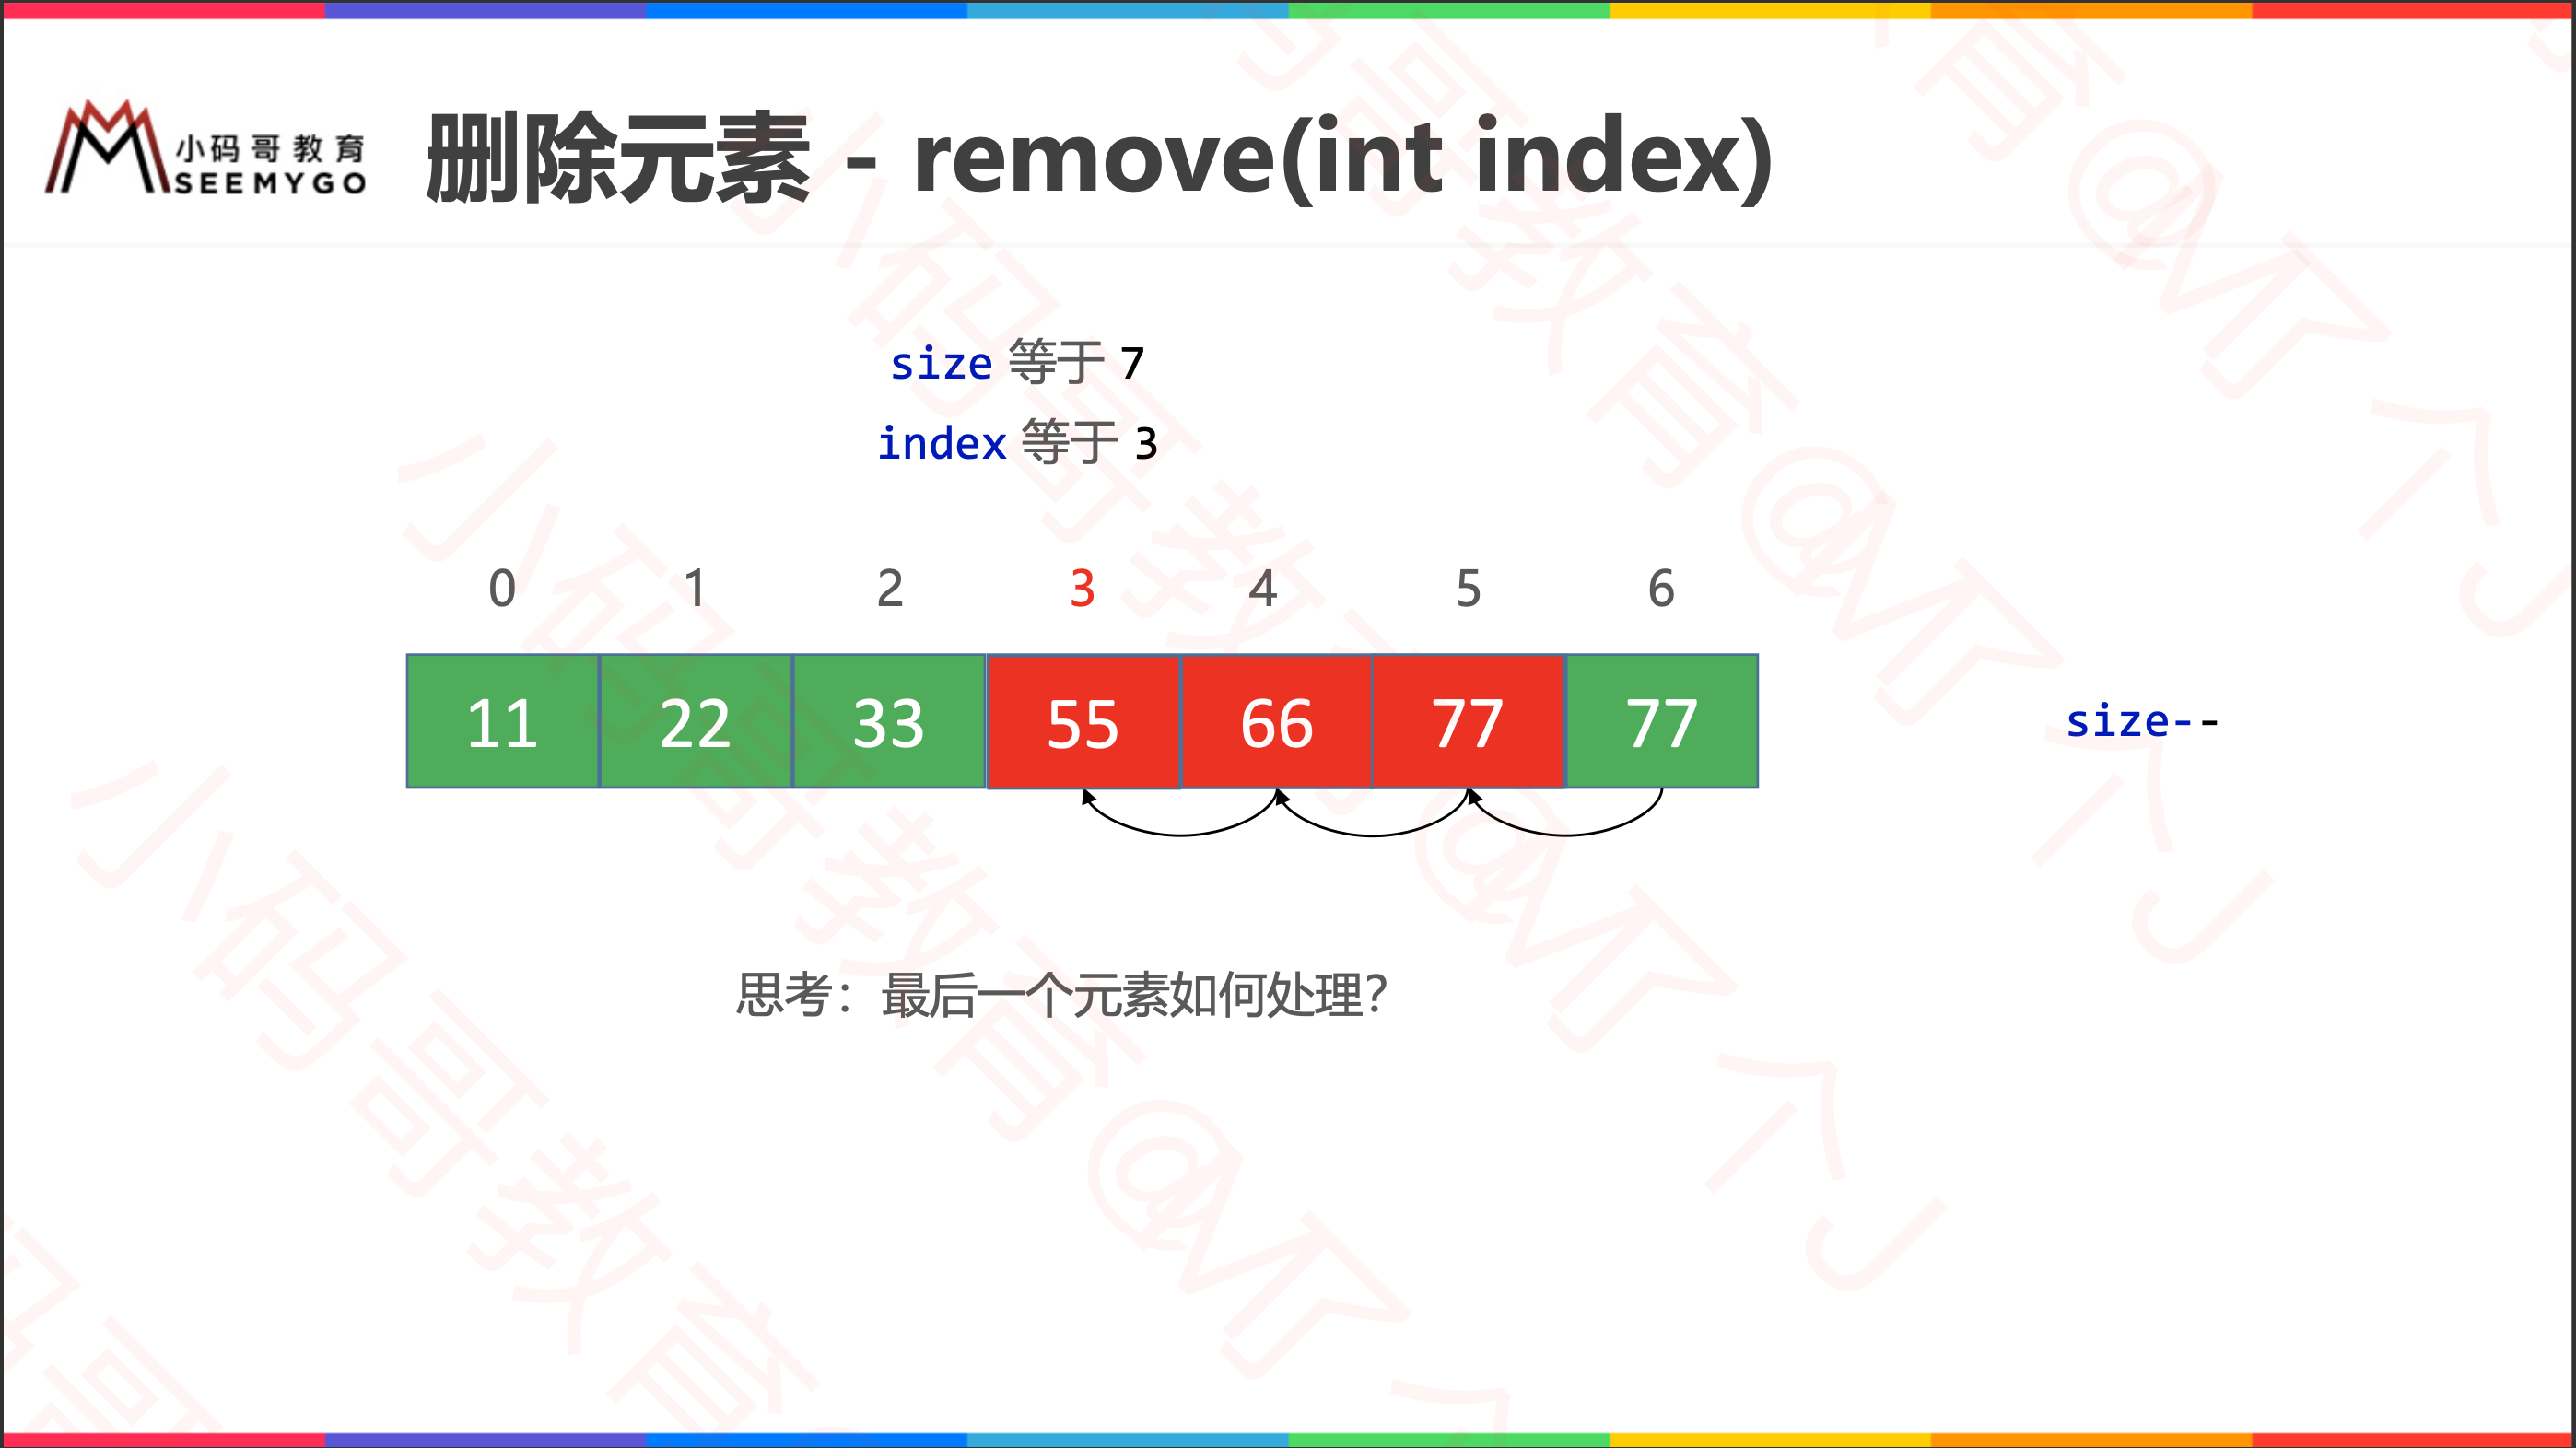 小码哥教育
SEEMYGO
删除元素 - remove(int index)
size 等于 7
index 等于 3
0 1 2 3 4 5 6
11 22 33 55 66 77 77
size--
思考：最后一个元素如何处理？
小码哥教育@M了个J